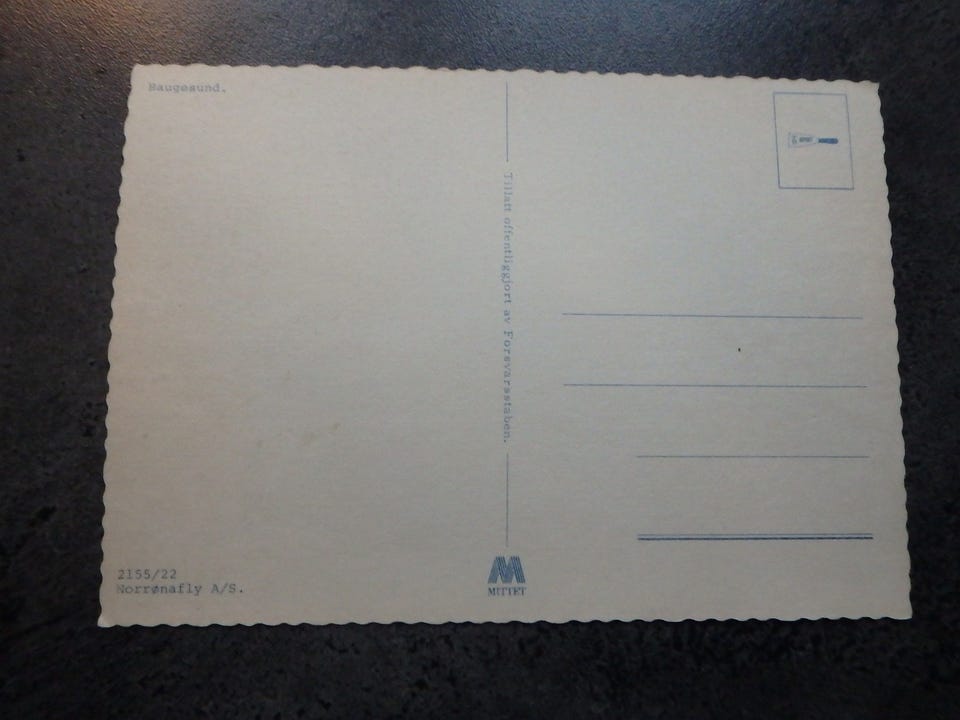 Haugesund.
Tillatt offentliggjort av Forsvarsstaben.
2155/22
Norrønafly A/S.
MITTET